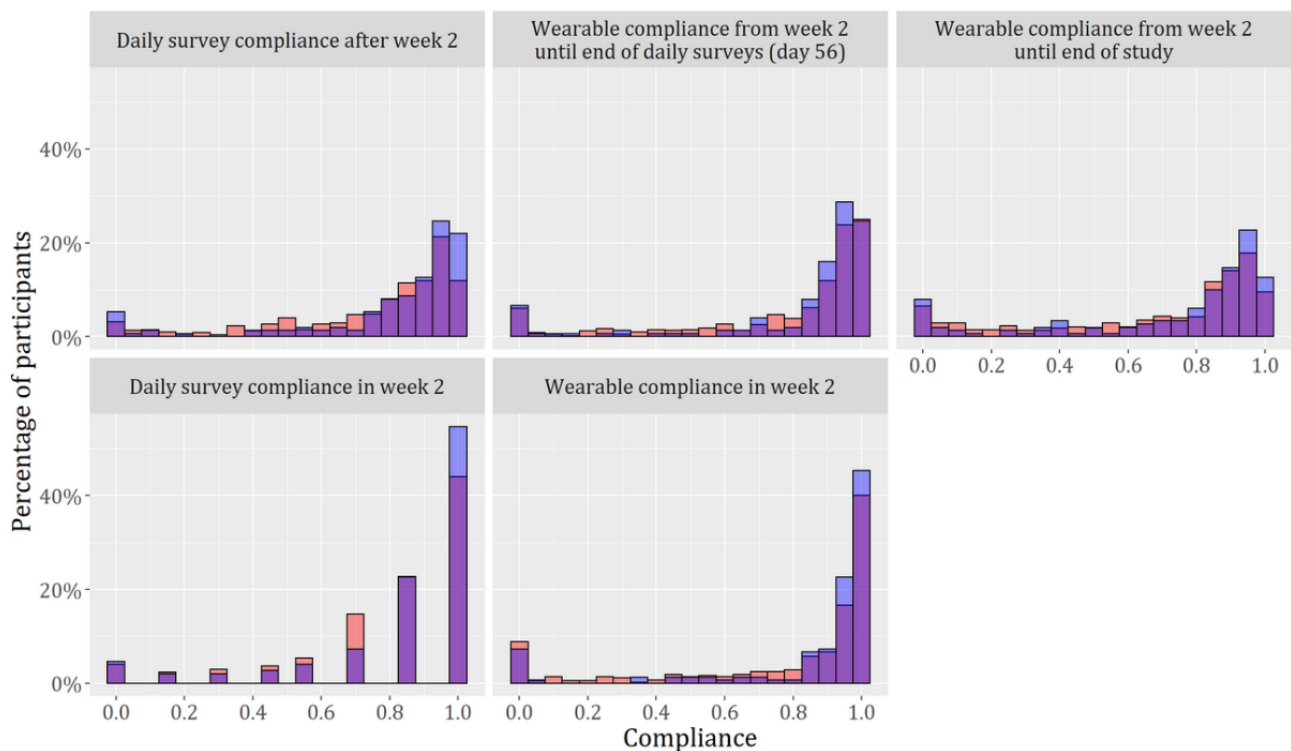 Daily survey compliance after week 2
Wearable compliance from week 2
until end of daily surveys (day 56)
Wearable compliance from week 2
until end of study
40%
20%
0%
0.0 0.2 0.4 0.6 0.8 1.0
Daily survey compliance in week 2
Wearable compliance in week 2
40%
20%
0%
0.0 0.2 0.4 0.6 0.8 1.0
0.0 0.2 0.4 0.6 0.8 1.0
Percentage of participants
Compliance